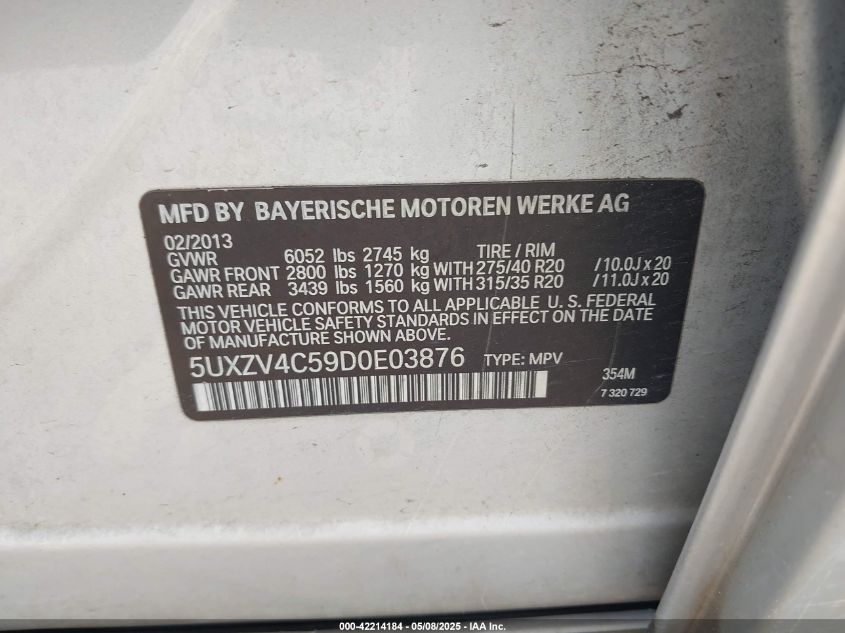 MFD BY BAYERISCHE MOTOREN WERKE AG
02/2013
GVWR 6052 lbs 2745 kg TIRE / RIM
GAWR FRONT 2800 lbs 1270 kg WITH 275/40 R20 / 10.0J x 20
GAWR REAR 3439 lbs 1560 kg WITH 315/35 R20 / 11.0J x 20
THIS VEHICLE CONFORMS TO ALL APPLICABLE U. S. FEDERAL
MOTOR VEHICLE SAFETY STANDARDS IN EFFECT ON THE DATE
OF MANUFACTURE SHOWN ABOVE.
5UXZV4C59D0E03876 TYPE: MPV
354M
7 320 729
000-42214184 - 05/08/2025 - IAA Inc.